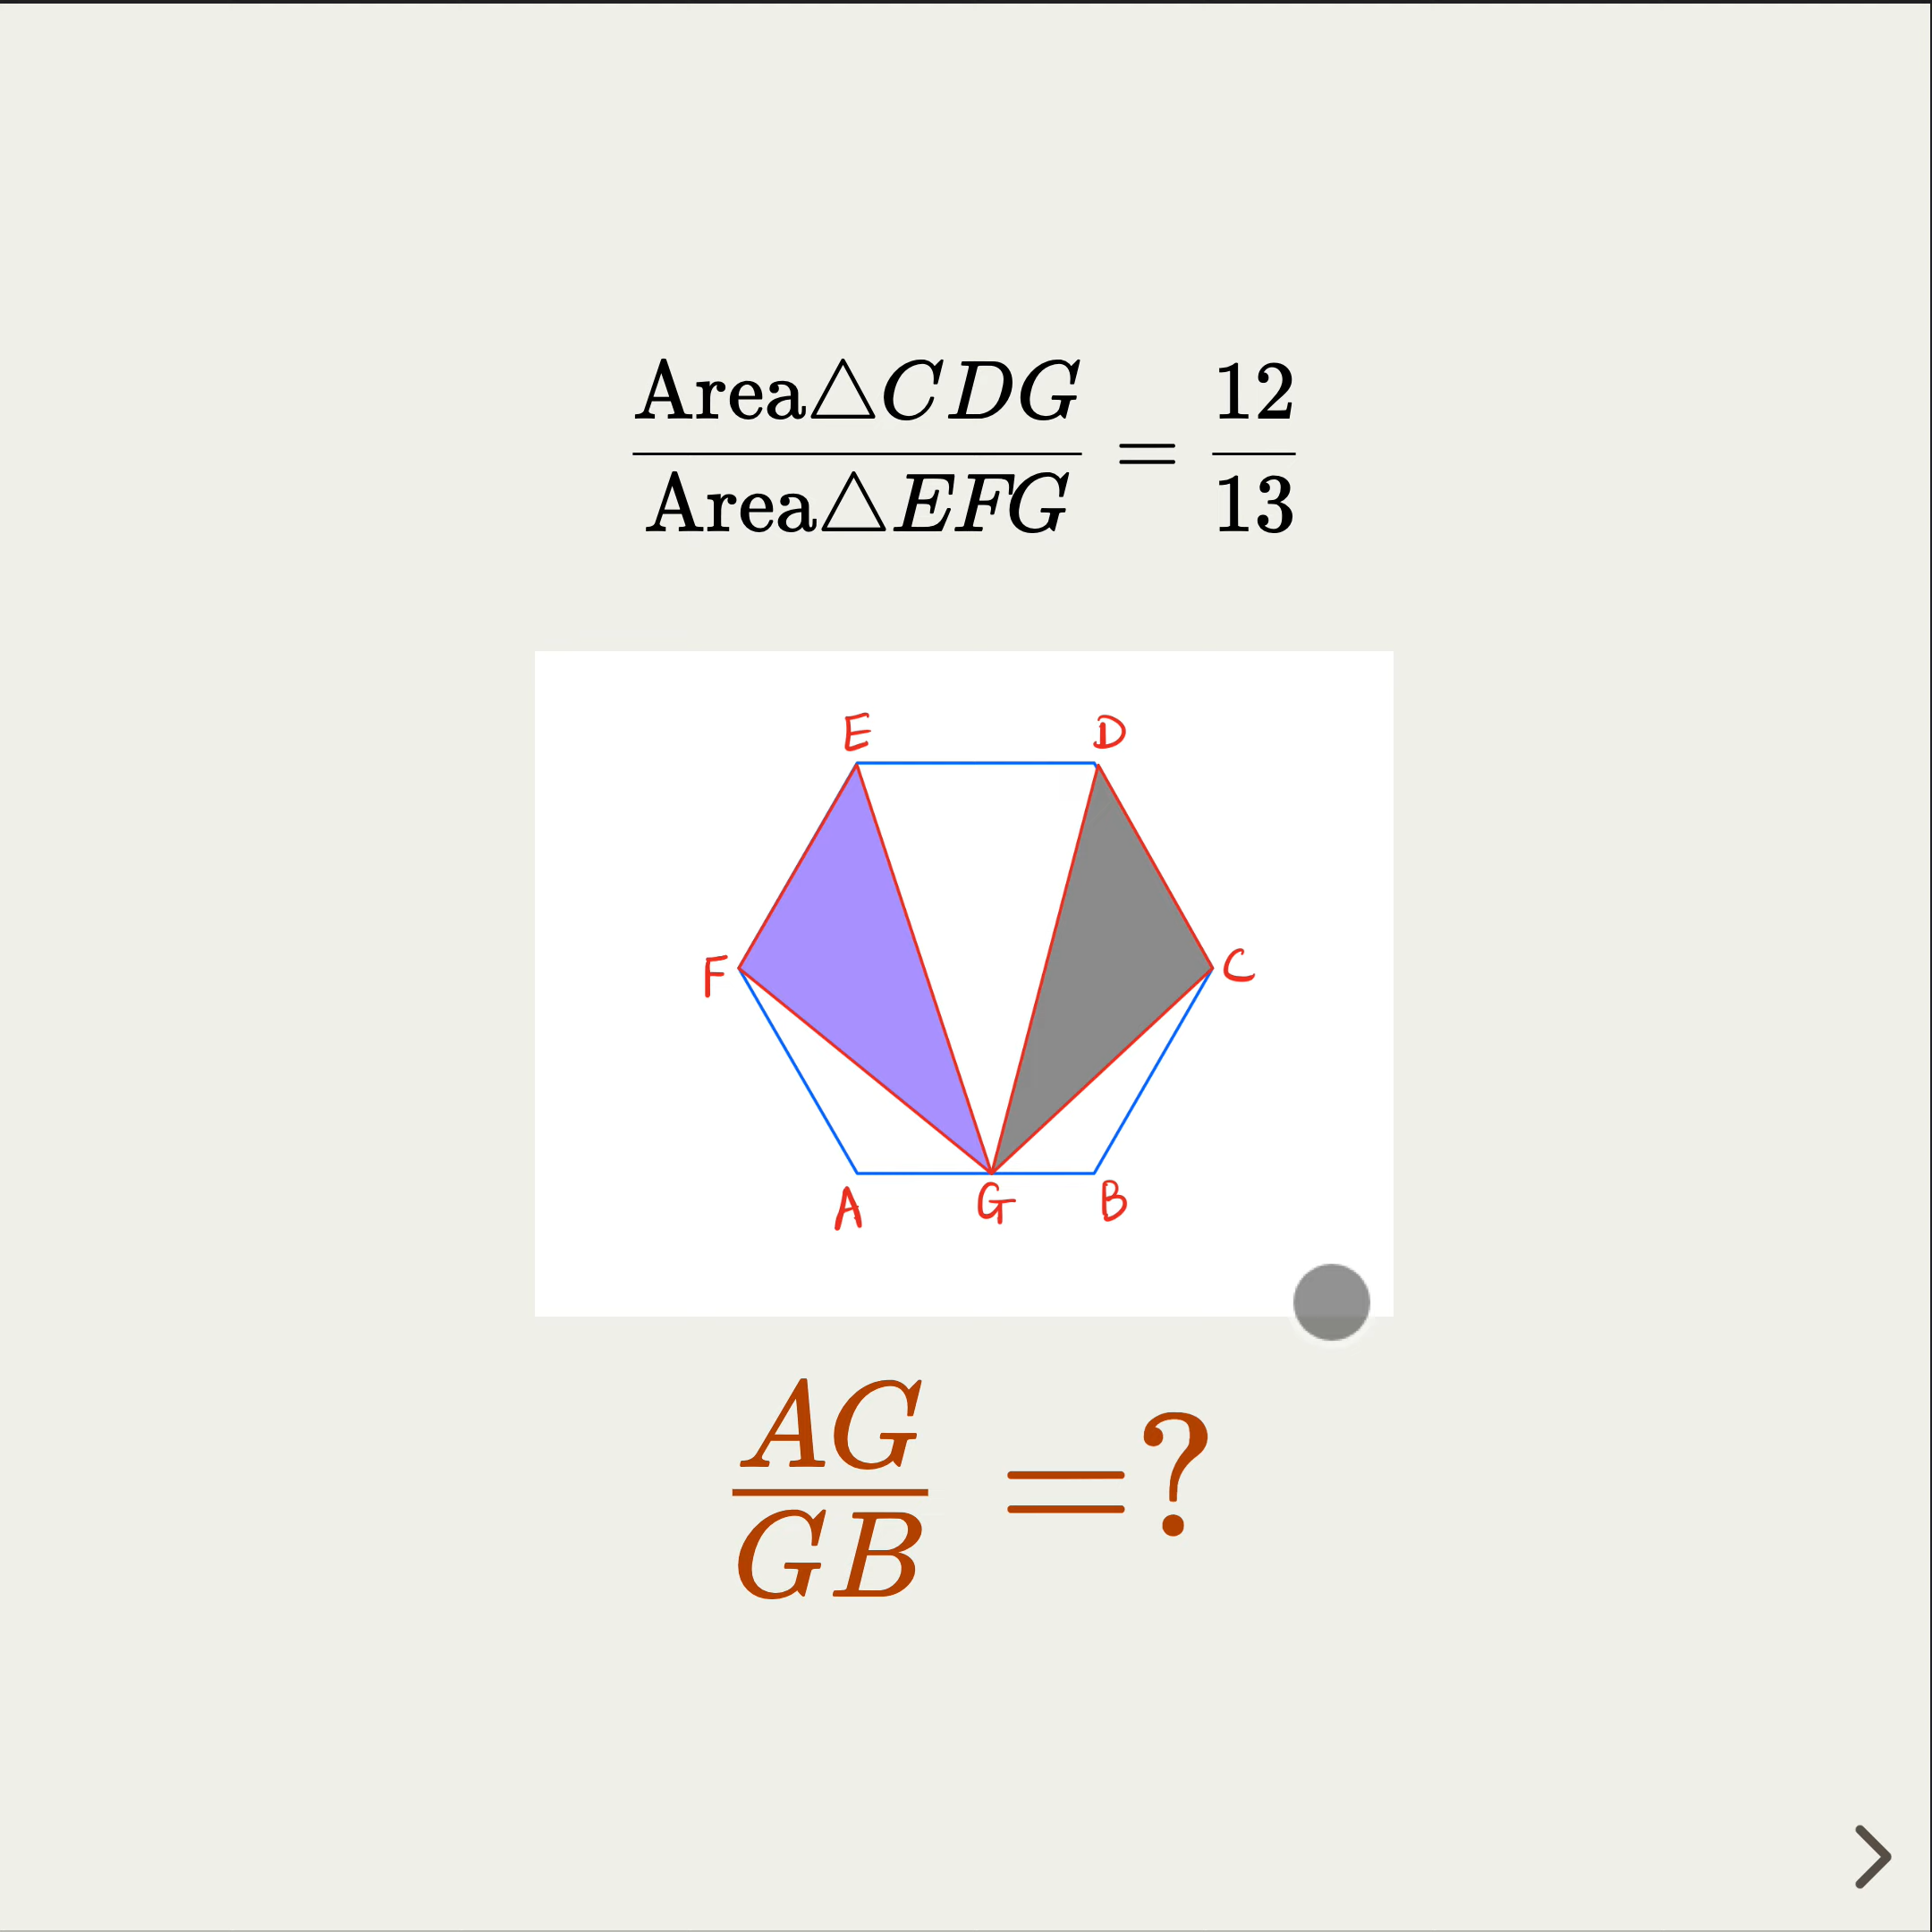 Area△CDG
———— = 12/13
Area△EFG
E D
F C
A G B
AG/GB =?